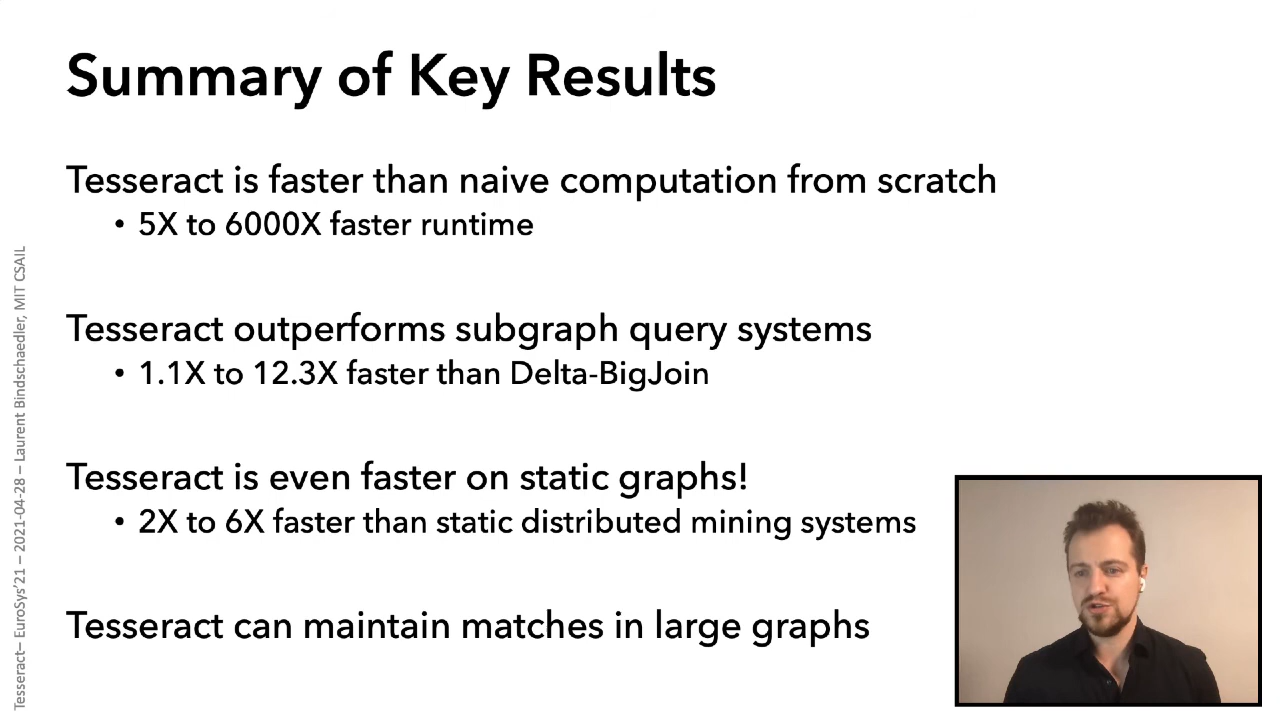 Summary of Key Results
Tesseract is faster than naive computation from scratch
• 5X to 6000X faster runtime
Tesseract outperforms subgraph query systems
• 1.1X to 12.3X faster than Delta-BigJoin
Tesseract is even faster on static graphs!
• 2X to 6X faster than static distributed mining systems
Tesseract can maintain matches in large graphs
Tesseract– EuroSys'21 – 2021-04-28 – Laurent Bindschaedler, MIT CSAIL